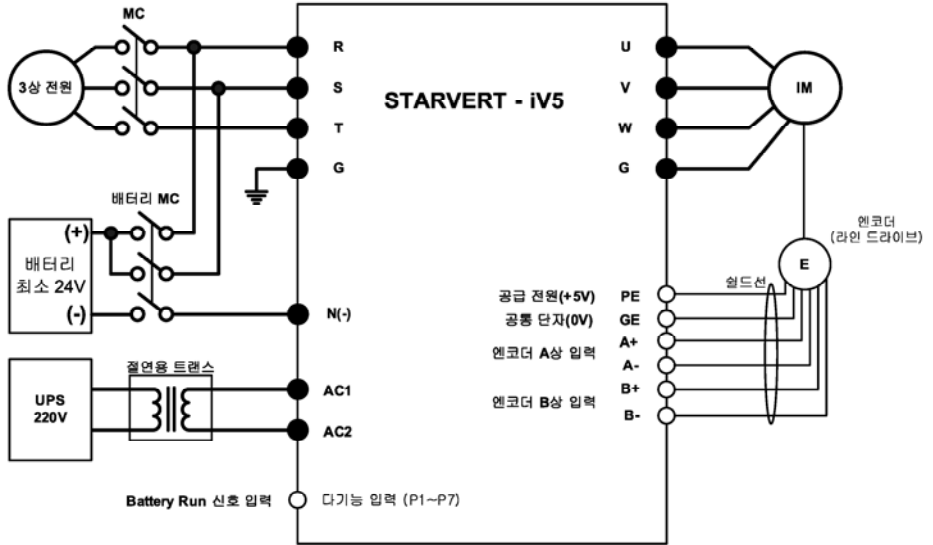 MC
3상 전원
R
S
T
G
STARVERT - iV5
U
V
W
G
IM
배터리 MC
(+)
배터리
최소 24V
(-)
N(-)
엔코더
(라인 드라이브)
E
쉴드선
공급 전원(+5V) PE
공통 단자(0V) GE
엔코더 A상 입력
A+
A-
엔코더 B상 입력
B+
B-
절연용 트랜스
UPS
220V
AC1
AC2
Battery Run 신호 입력
다기능 입력 (P1~P7)